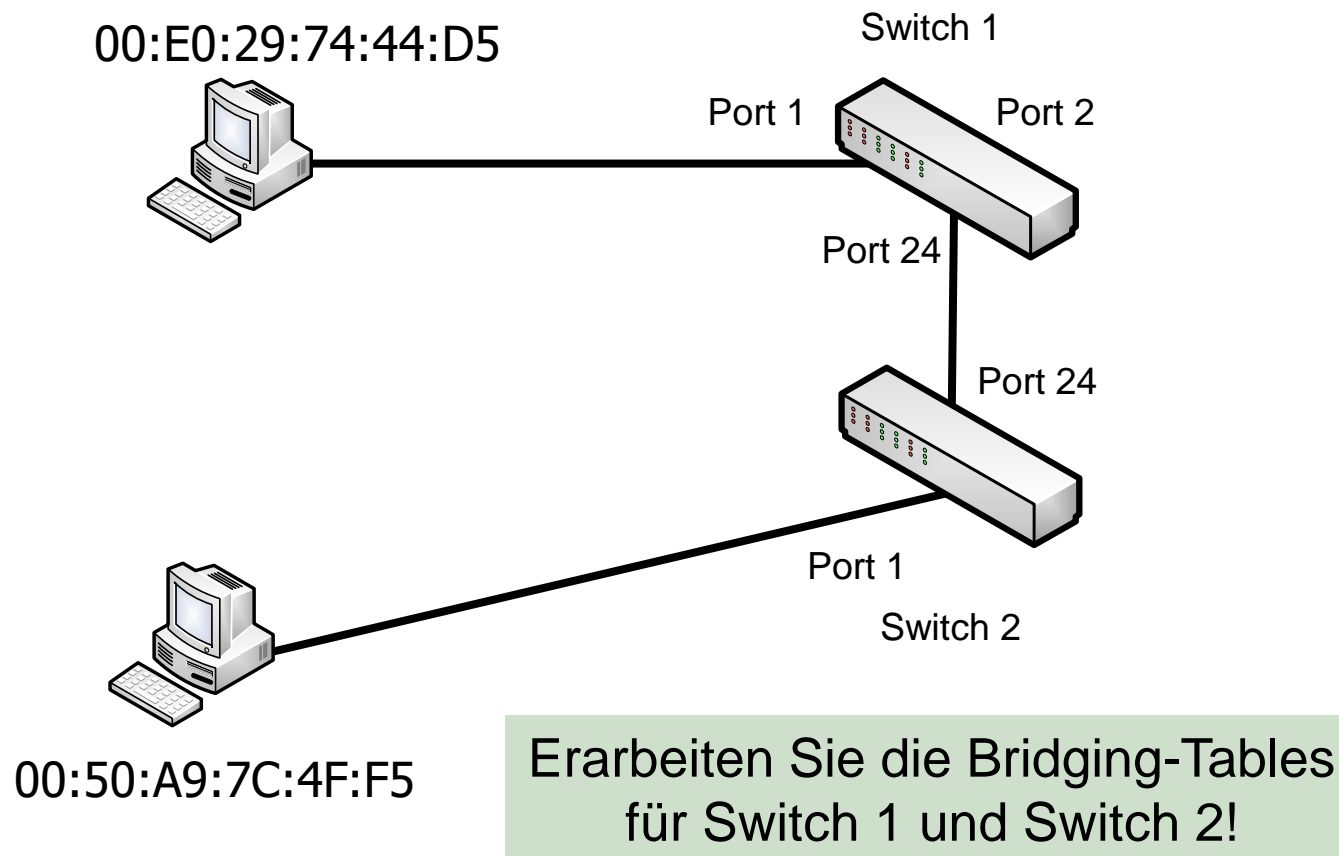 00:E0:29:74:44:D5
Switch 1
Port 1
Port 2
Port 24
Port 24
Port 1
Switch 2
00:50:A9:7C:4F:F5
Erarbeiten Sie die Bridging-Tables
für Switch 1 und Switch 2!